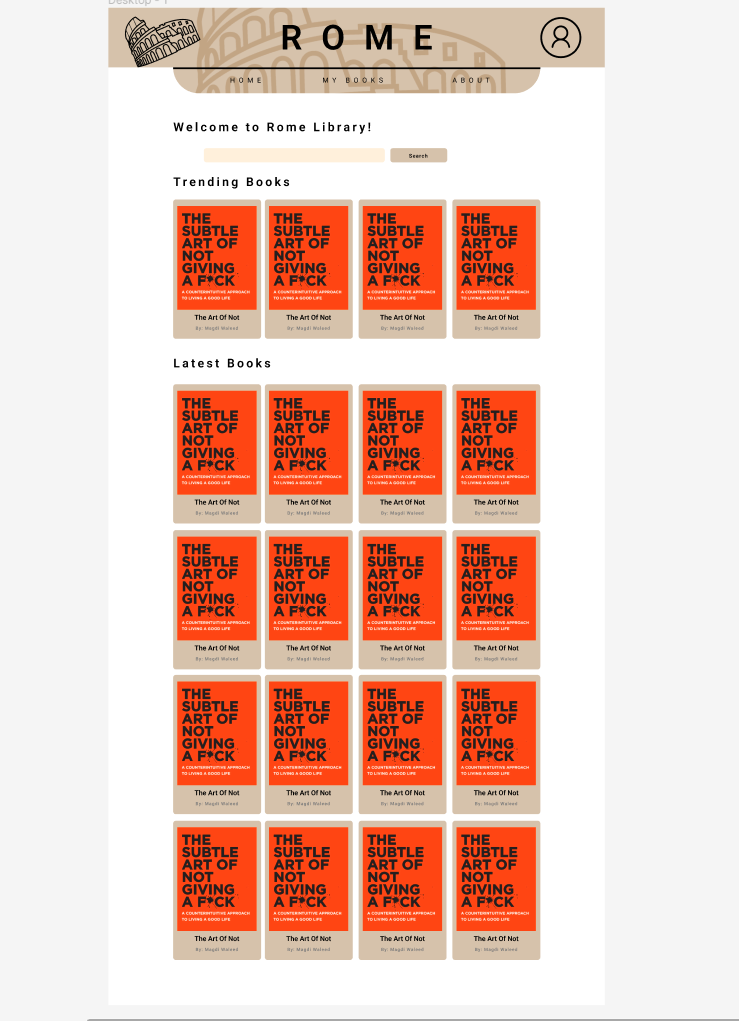 Desktop - 1
ROME
HOME MY BOOKS ABOUT
Welcome to Rome Library!
Search
Trending Books
THE SUBTLE ART OF NOT GIVING A F*CK
A COUNTERINTUITIVE APPROACH TO LIVING A GOOD LIFE
The Art Of Not
By: Magdi Waleed
THE SUBTLE ART OF NOT GIVING A F*CK
A COUNTERINTUITIVE APPROACH TO LIVING A GOOD LIFE
The Art Of Not
By: Magdi Waleed
THE SUBTLE ART OF NOT GIVING A F*CK
A COUNTERINTUITIVE APPROACH TO LIVING A GOOD LIFE
The Art Of Not
By: Magdi Waleed
THE SUBTLE ART OF NOT GIVING A F*CK
A COUNTERINTUITIVE APPROACH TO LIVING A GOOD LIFE
The Art Of Not
By: Magdi Waleed
Latest Books
THE SUBTLE ART OF NOT GIVING A F*CK
A COUNTERINTUITIVE APPROACH TO LIVING A GOOD LIFE
The Art Of Not
By: Magdi Waleed
THE SUBTLE ART OF NOT GIVING A F*CK
A COUNTERINTUITIVE APPROACH TO LIVING A GOOD LIFE
The Art Of Not
By: Magdi Waleed
THE SUBTLE ART OF NOT GIVING A F*CK
A COUNTERINTUITIVE APPROACH TO LIVING A GOOD LIFE
The Art Of Not
By: Magdi Waleed
THE SUBTLE ART OF NOT GIVING A F*CK
A COUNTERINTUITIVE APPROACH TO LIVING A GOOD LIFE
The Art Of Not
By: Magdi Waleed
THE SUBTLE ART OF NOT GIVING A F*CK
A COUNTERINTUITIVE APPROACH TO LIVING A GOOD LIFE
The Art Of Not
By: Magdi Waleed
THE SUBTLE ART OF NOT GIVING A F*CK
A COUNTERINTUITIVE APPROACH TO LIVING A GOOD LIFE
The Art Of Not
By: Magdi Waleed
THE SUBTLE ART OF NOT GIVING A F*CK
A COUNTERINTUITIVE APPROACH TO LIVING A GOOD LIFE
The Art Of Not
By: Magdi Waleed
THE SUBTLE ART OF NOT GIVING A F*CK
A COUNTERINTUITIVE APPROACH TO LIVING A GOOD LIFE
The Art Of Not
By: Magdi Waleed
THE SUBTLE ART OF NOT GIVING A F*CK
A COUNTERINTUITIVE APPROACH TO LIVING A GOOD LIFE
The Art Of Not
By: Magdi Waleed
THE SUBTLE ART OF NOT GIVING A F*CK
A COUNTERINTUITIVE APPROACH TO LIVING A GOOD LIFE
The Art Of Not
By: Magdi Waleed
THE SUBTLE ART OF NOT GIVING A F*CK
A COUNTERINTUITIVE APPROACH TO LIVING A GOOD LIFE
The Art Of Not
By: Magdi Waleed
THE SUBTLE ART OF NOT GIVING A F*CK
A COUNTERINTUITIVE APPROACH TO LIVING A GOOD LIFE
The Art Of Not
By: Magdi Waleed
THE SUBTLE ART OF NOT GIVING A F*CK
A COUNTERINTUITIVE APPROACH TO LIVING A GOOD LIFE
The Art Of Not
By: Magdi Waleed
THE SUBTLE ART OF NOT GIVING A F*CK
A COUNTERINTUITIVE APPROACH TO LIVING A GOOD LIFE
The Art Of Not
By: Magdi Waleed
THE SUBTLE ART OF NOT GIVING A F*CK
A COUNTERINTUITIVE APPROACH TO LIVING A GOOD LIFE
The Art Of Not
By: Magdi Waleed
THE SUBTLE ART OF NOT GIVING A F*CK
A COUNTERINTUITIVE APPROACH TO LIVING A GOOD LIFE
The Art Of Not
By: Magdi Waleed